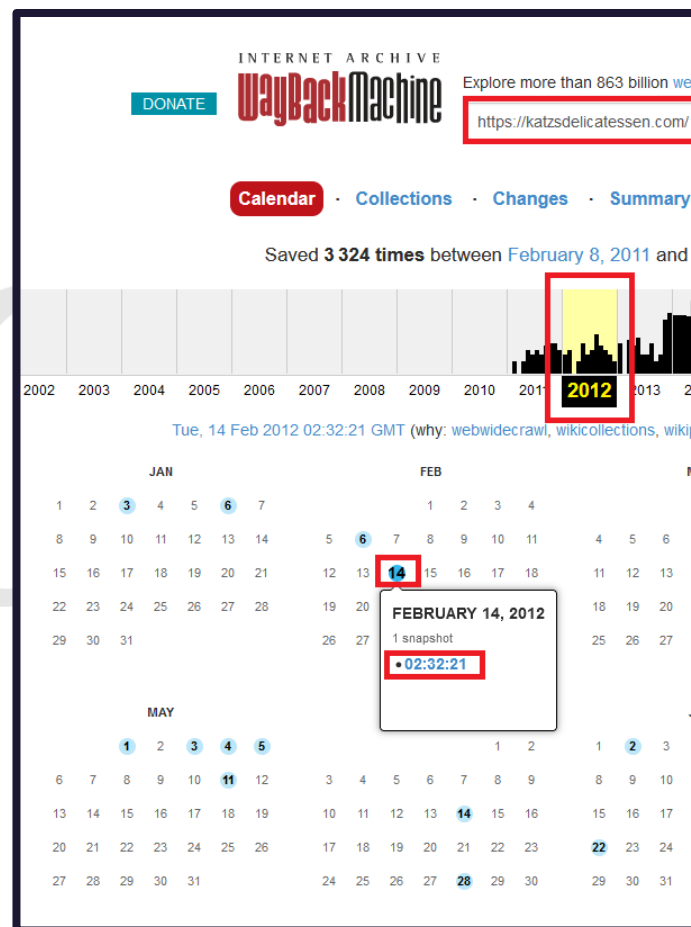 INTERNET ARCHIVE
DONATE
WayBackMachine
Explore more than 863 billion we
https://katzsdelicatessen.com/
Calendar · Collections · Changes · Summary
Saved 3 324 times between February 8, 2011 and
2002 2003 2004 2005 2006 2007 2008 2009 2010 2011 2012 2013 2
Tue, 14 Feb 2012 02:32:21 GMT (why: webwidecrawl, wikicollections, wikip
JAN FEB M
1 2 3 4 5 6 7 1 2 3 4
8 9 10 11 12 13 14 5 6 7 8 9 10 11 4 5 6
15 16 17 18 19 20 21 12 13 14 15 16 17 18 11 12 13
22 23 24 25 26 27 28 19 20 18 19 20
29 30 31 26 27 25 26 27
FEBRUARY 14, 2012
1 snapshot
• 02:32:21
MAY
1 2 3 4 5 1 2 1 2 3
6 7 8 9 10 11 12 3 4 5 6 7 8 9 8 9 10
13 14 15 16 17 18 19 10 11 12 13 14 15 16 15 16 17
20 21 22 23 24 25 26 17 18 19 20 21 22 23 22 23 24
27 28 29 30 31 24 25 26 27 28 29 30 29 30 31